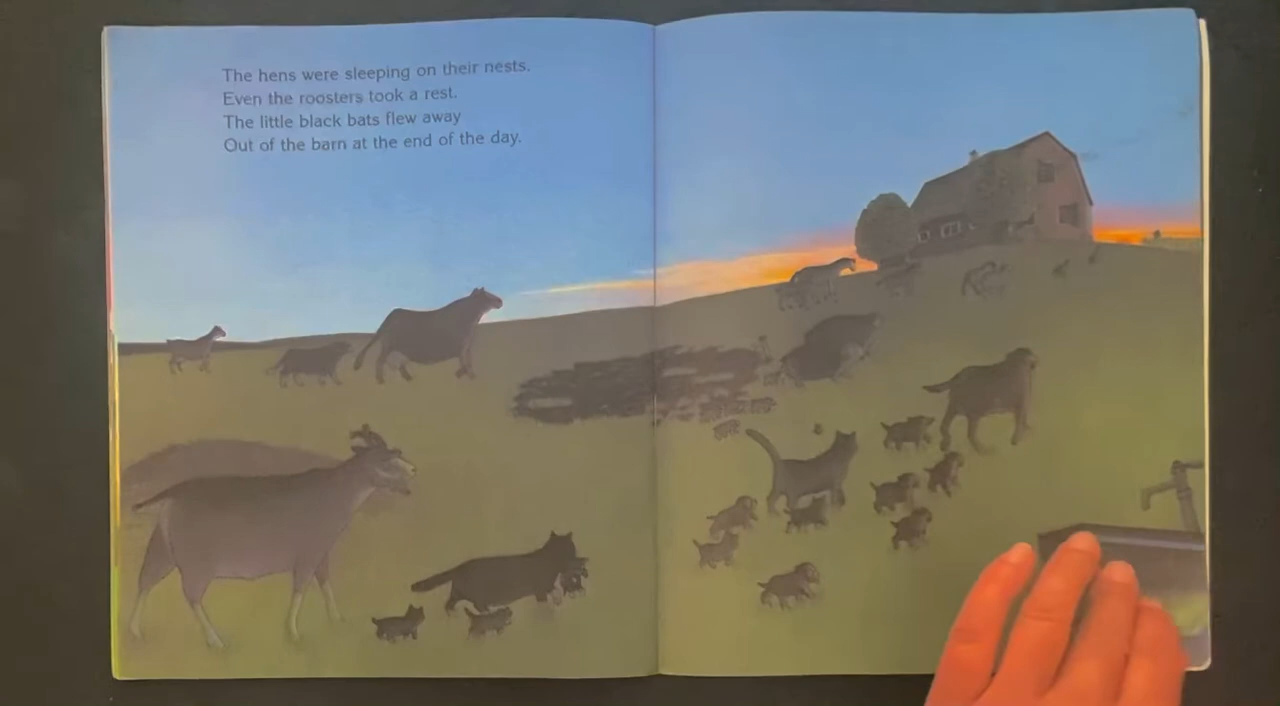 The hens were sleeping on their nests.
Even the roosters took a rest.
The little black bats flew away
Out of the barn at the end of the day.